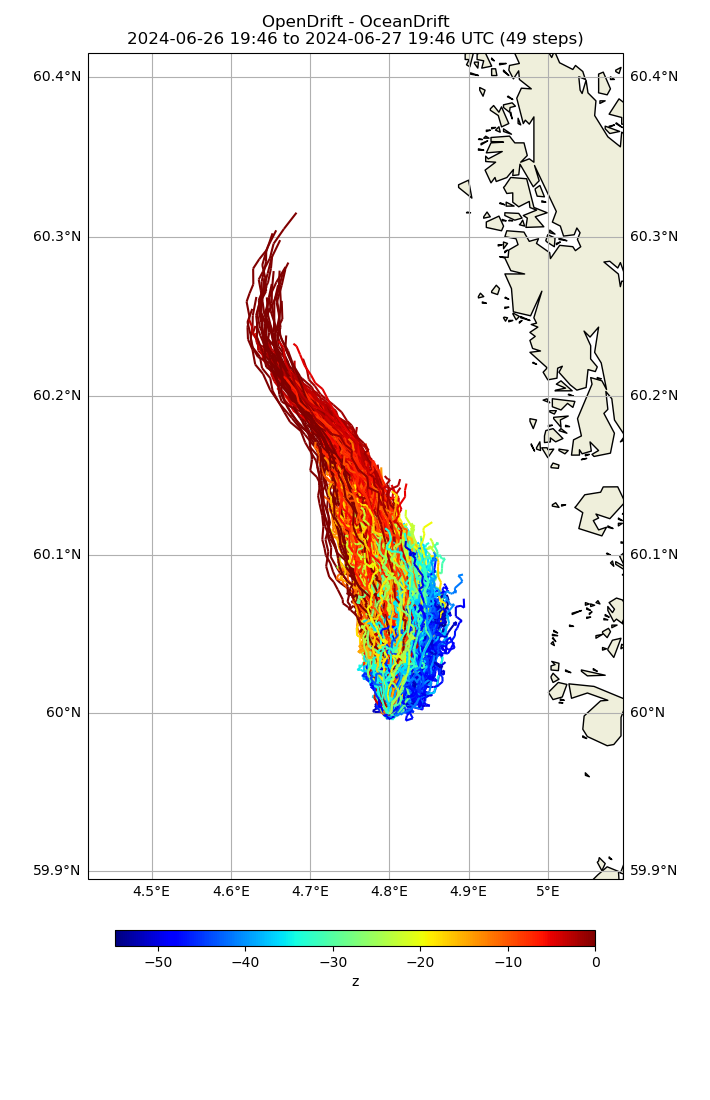 OpenDrift - OceanDrift
2024-06-26 19:46 to 2024-06-27 19:46 UTC (49 steps)
60.4°N 60.4°N
60.3°N 60.3°N
60.2°N 60.2°N
60.1°N 60.1°N
60°N 60°N
59.9°N 59.9°N
4.5°E 4.6°E 4.7°E 4.8°E 4.9°E 5°E
−50 −40 −30 −20 −10 0
z